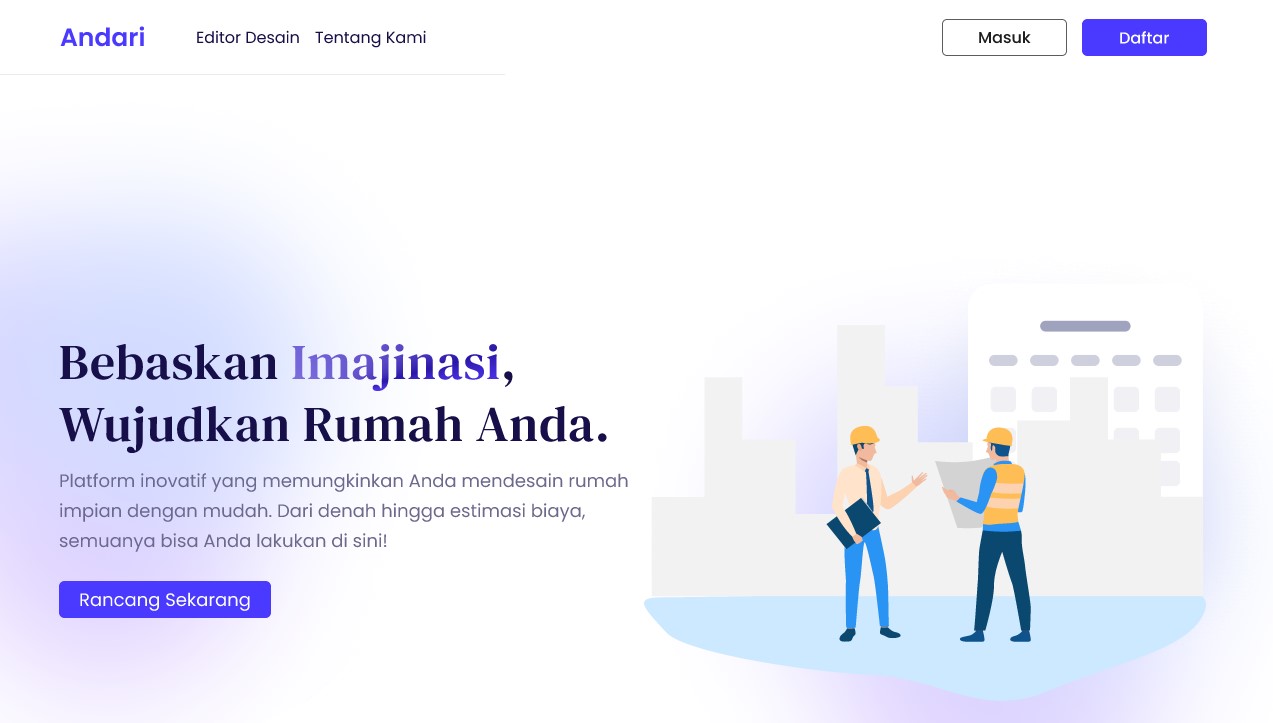 Andari
Editor Desain
Tentang Kami
Masuk
Daftar
Bebaskan Imajinasi,
Wujudkan Rumah Anda.
Platform inovatif yang memungkinkan Anda mendesain rumah
impian dengan mudah. Dari denah hingga estimasi biaya,
semuanya bisa Anda lakukan di sini!
Rancang Sekarang